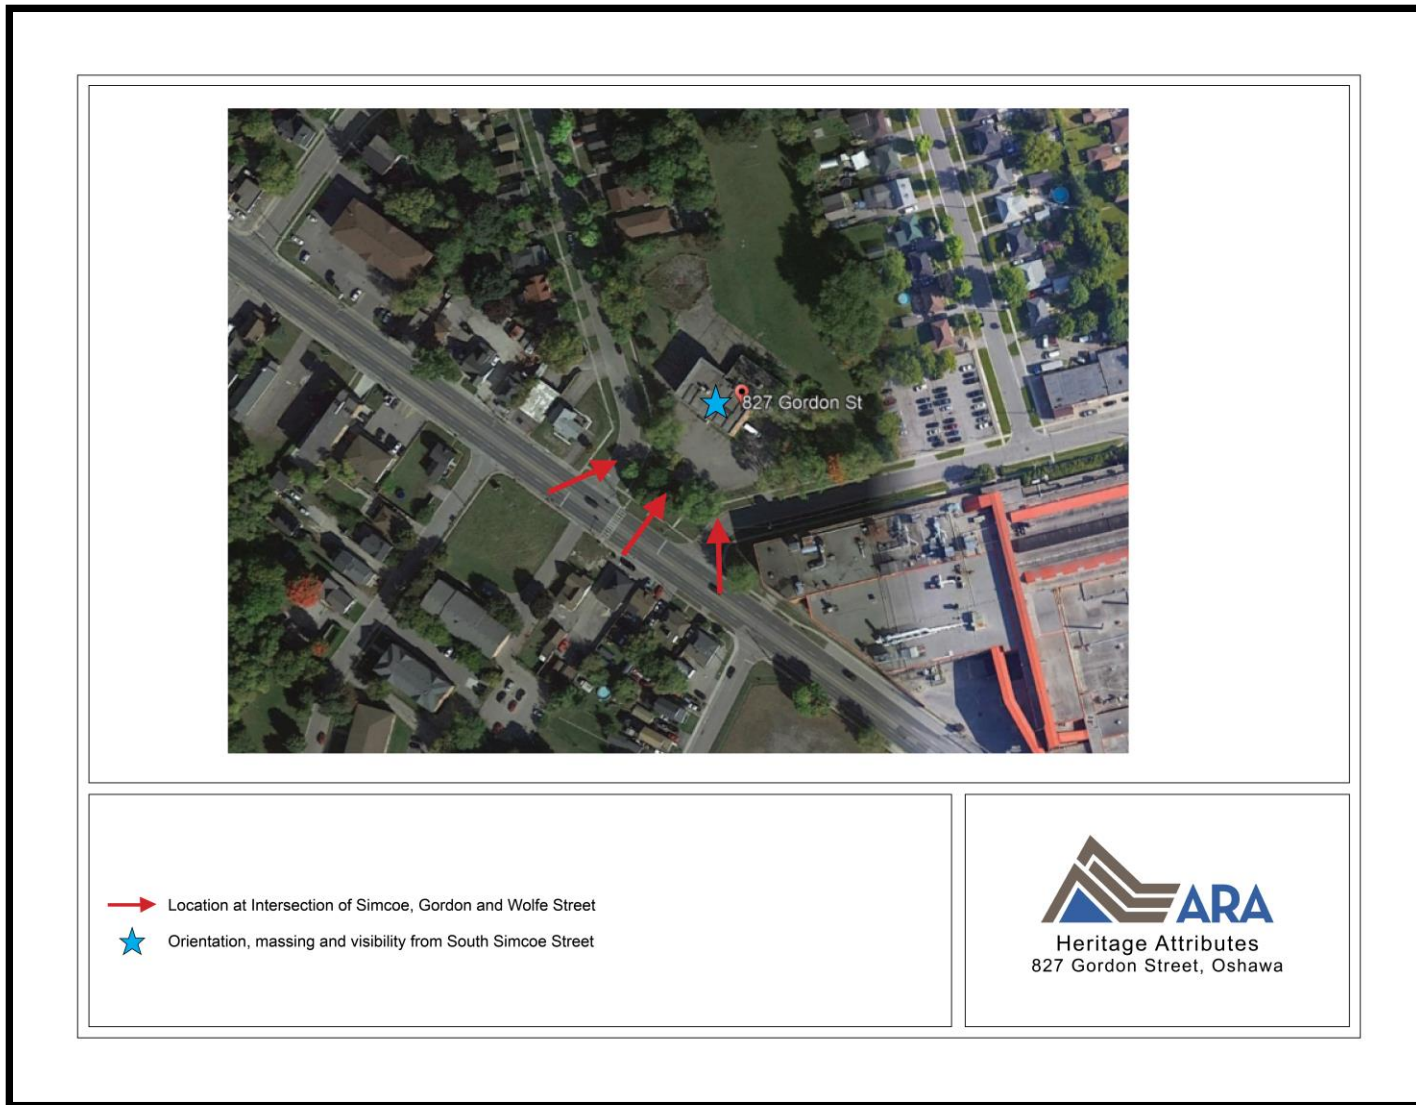 827 Gordon St
Location at Intersection of Simcoe, Gordon and Wolfe Street
Orientation, massing and visibility from South Simcoe Street
ARA
Heritage Attributes
827 Gordon Street, Oshawa